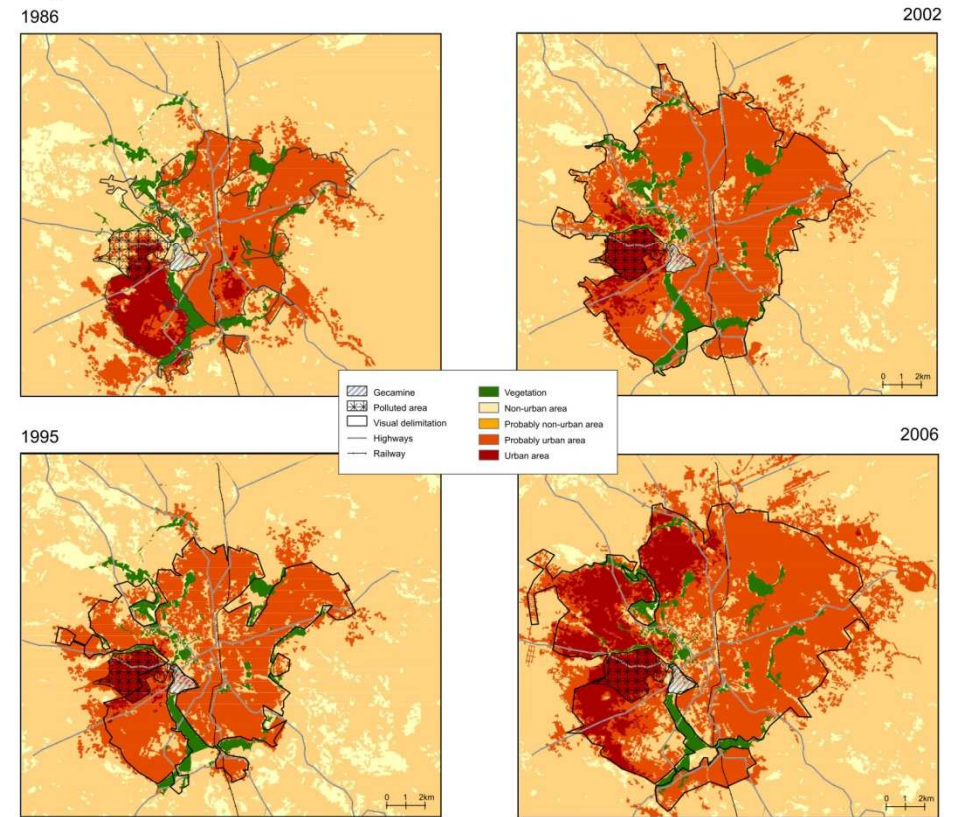 1986
2002
0 1 2km
Gecamine
Polluted area
Visual delimitation
Highways
Railway
Vegetation
Non-urban area
Probably non-urban area
Probably urban area
Urban area
1995
2006
0 1 2km
0 1 2km